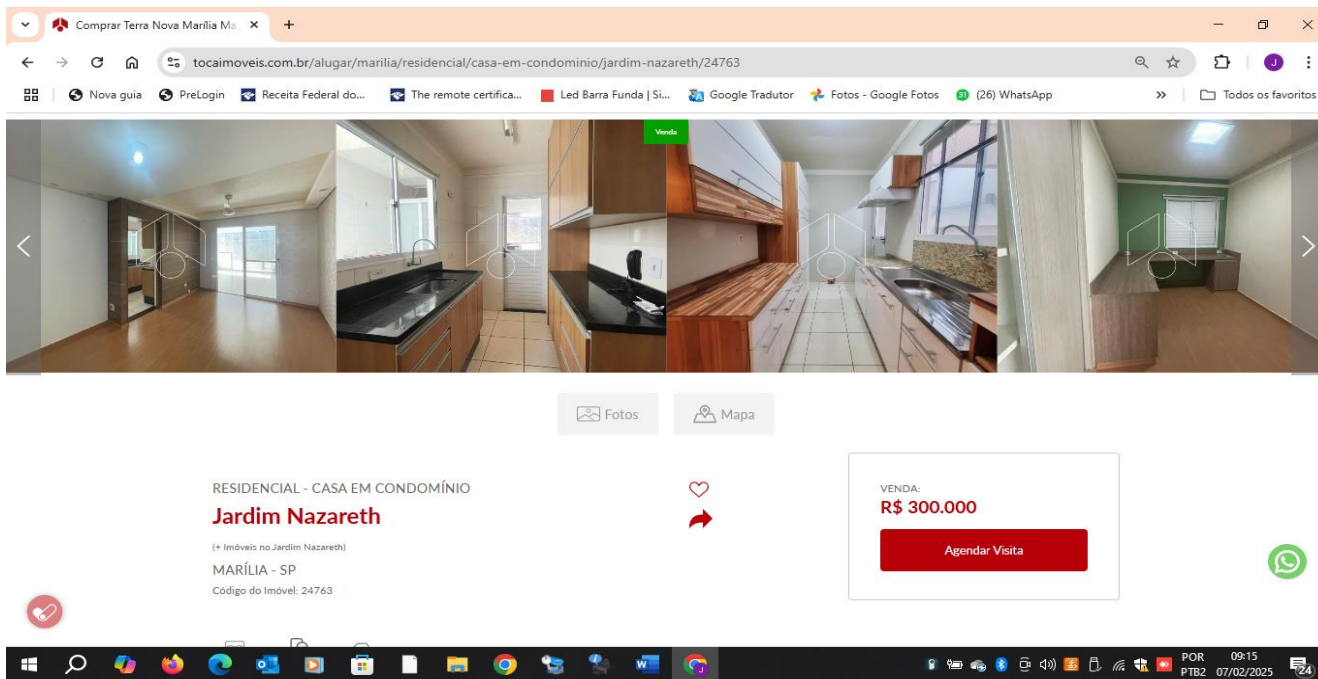 Comprar Terra Nova Marília Ma
tocaimoveis.com.br/alugar/marilia/residencial/casa-em-condominio/jardim-nazareth/24763
J
Nova guia PreLogin Receita Federal do... The remote certifica... Led Barra Funda | Si... Google Tradutor Fotos - Google Fotos (26) WhatsApp » Todos os favoritos
Venda
Fotos Mapa
RESIDENCIAL - CASA EM CONDOMÍNIO
Jardim Nazareth
(+ Imóveis no Jardim Nazareth)
MARÍLIA - SP
Código do Imóvel: 24763
VENDA:
R$ 300.000
Agendar Visita
POR 09:15
PTB2 07/02/2025
24